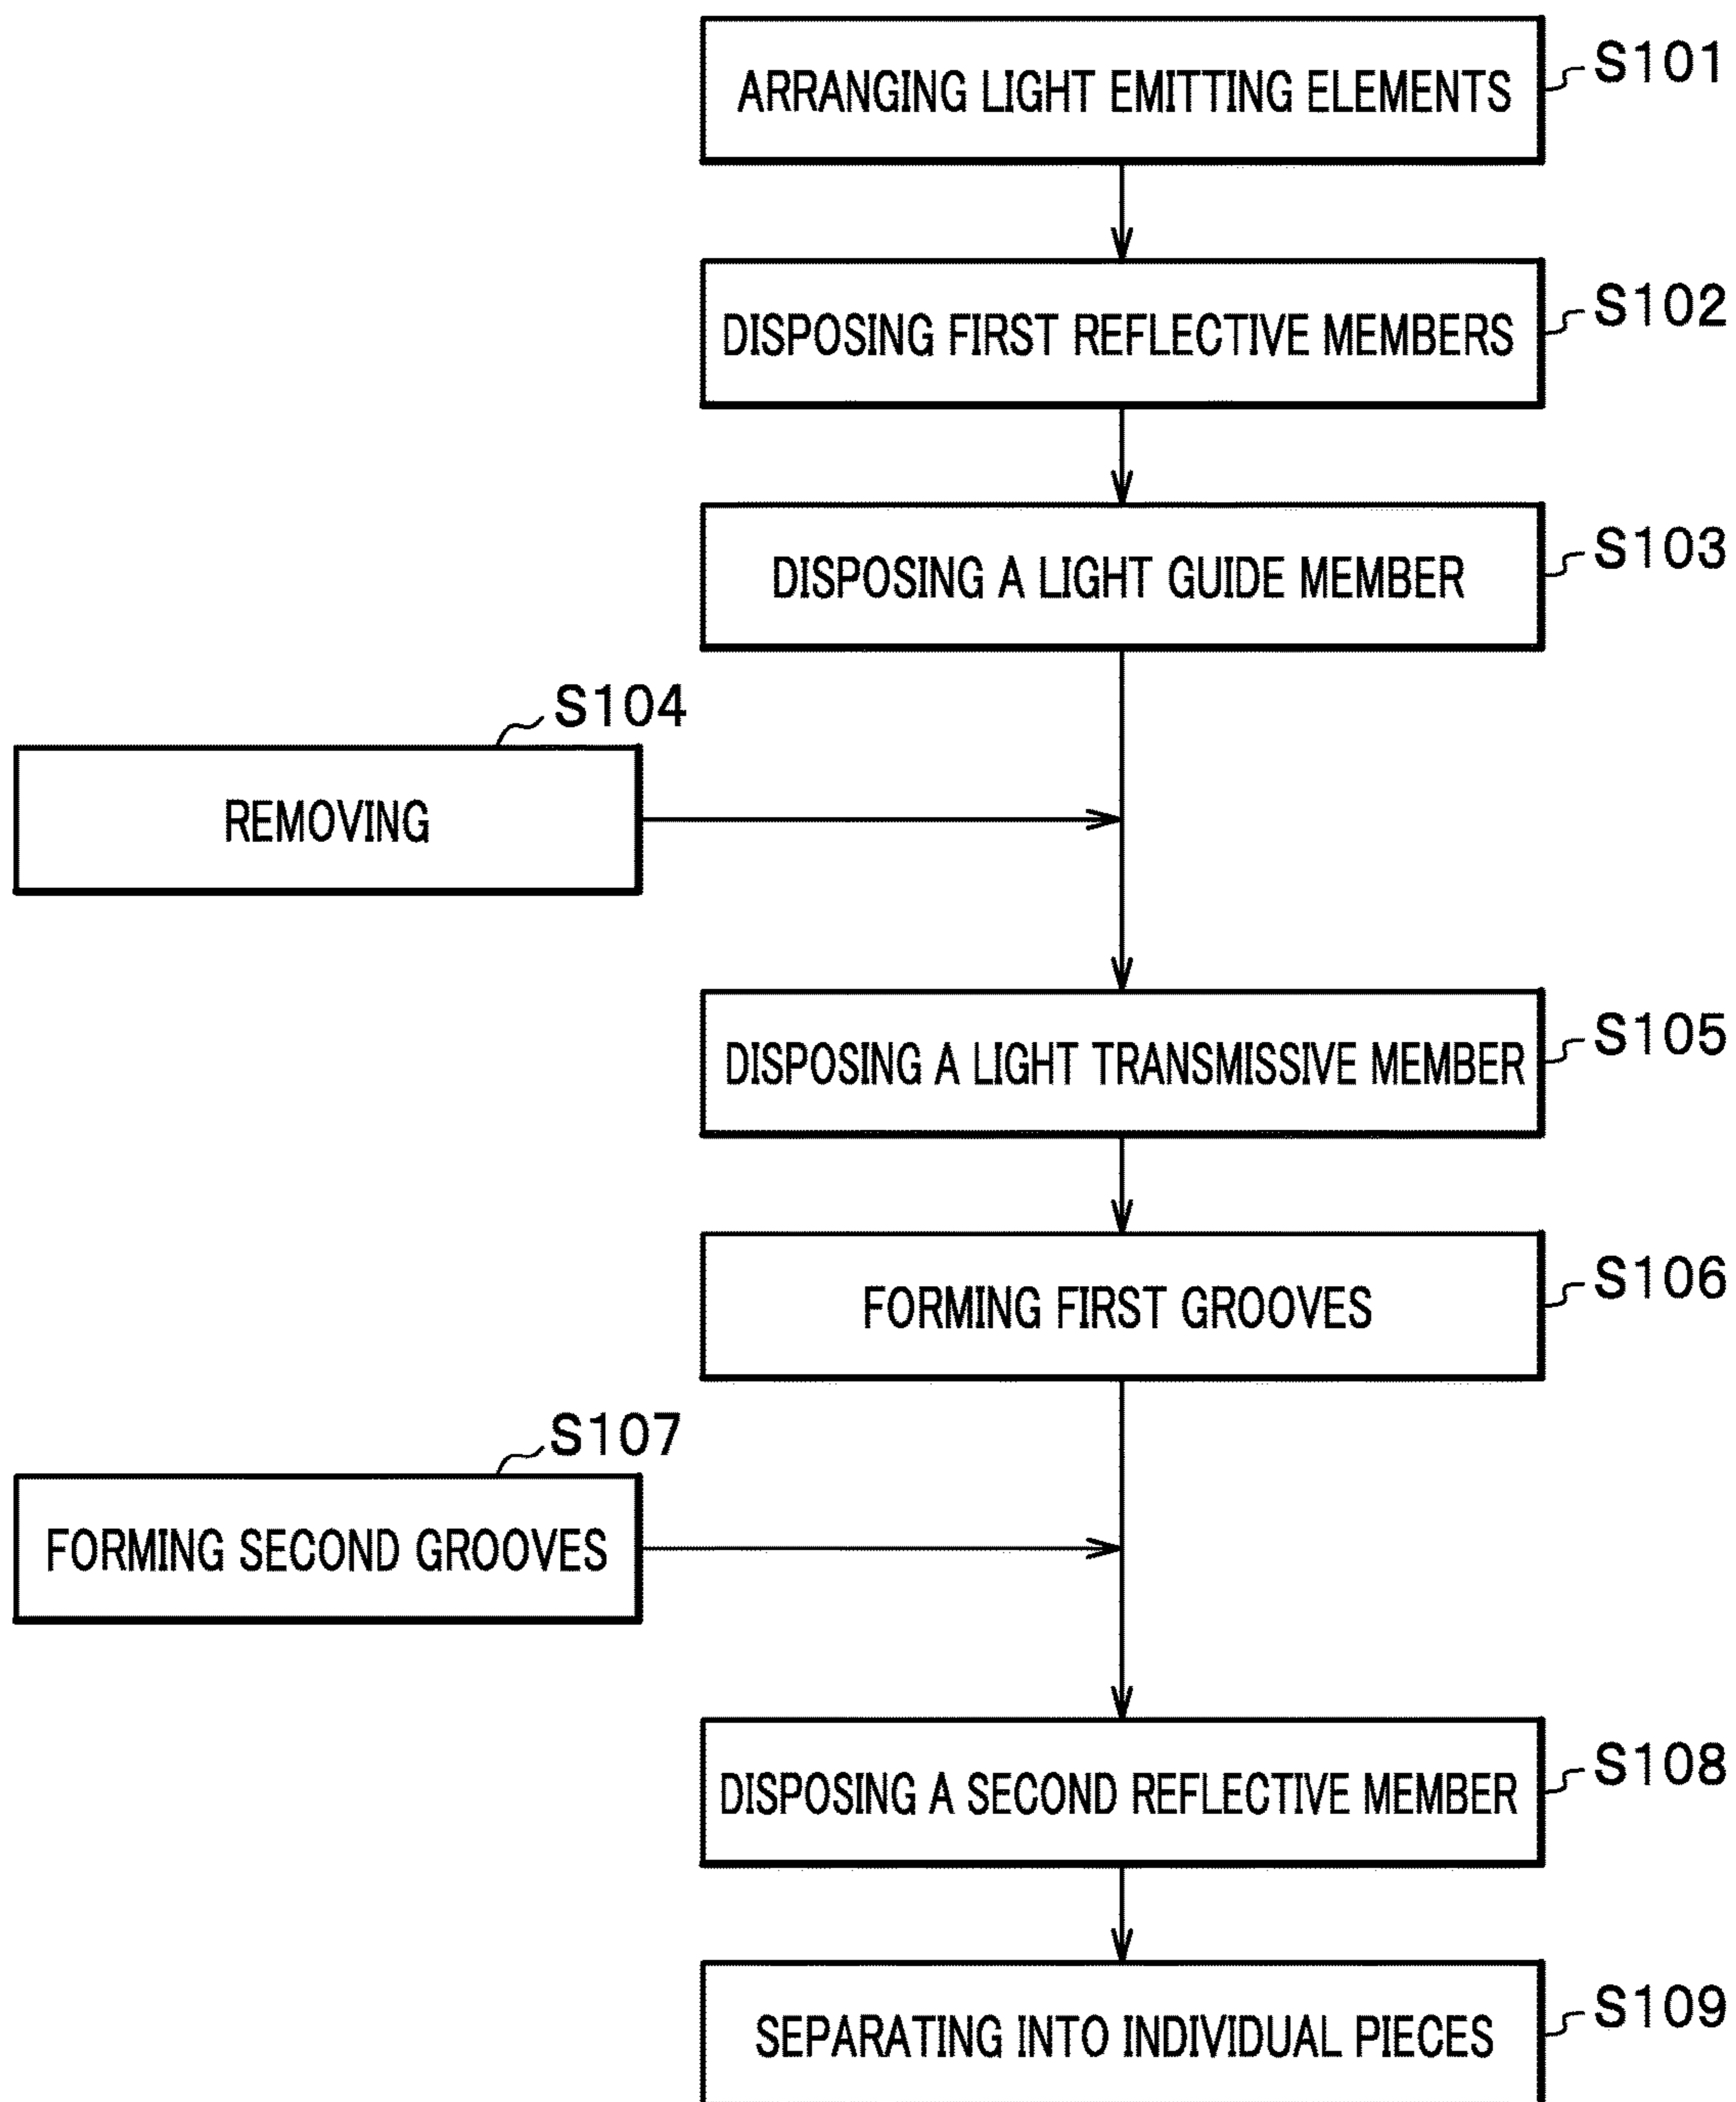 ARRANGING LIGHT EMITTING ELEMENTS
S101
DISPOSING FIRST REFLECTIVE MEMBERS
S102
DISPOSING A LIGHT GUIDE MEMBER
S103
S104
REMOVING
DISPOSING A LIGHT TRANSMISSIVE MEMBER
S105
FORMING FIRST GROOVES
S106
S107
FORMING SECOND GROOVES
DISPOSING A SECOND REFLECTIVE MEMBER
S108
SEPARATING INTO INDIVIDUAL PIECES
S109